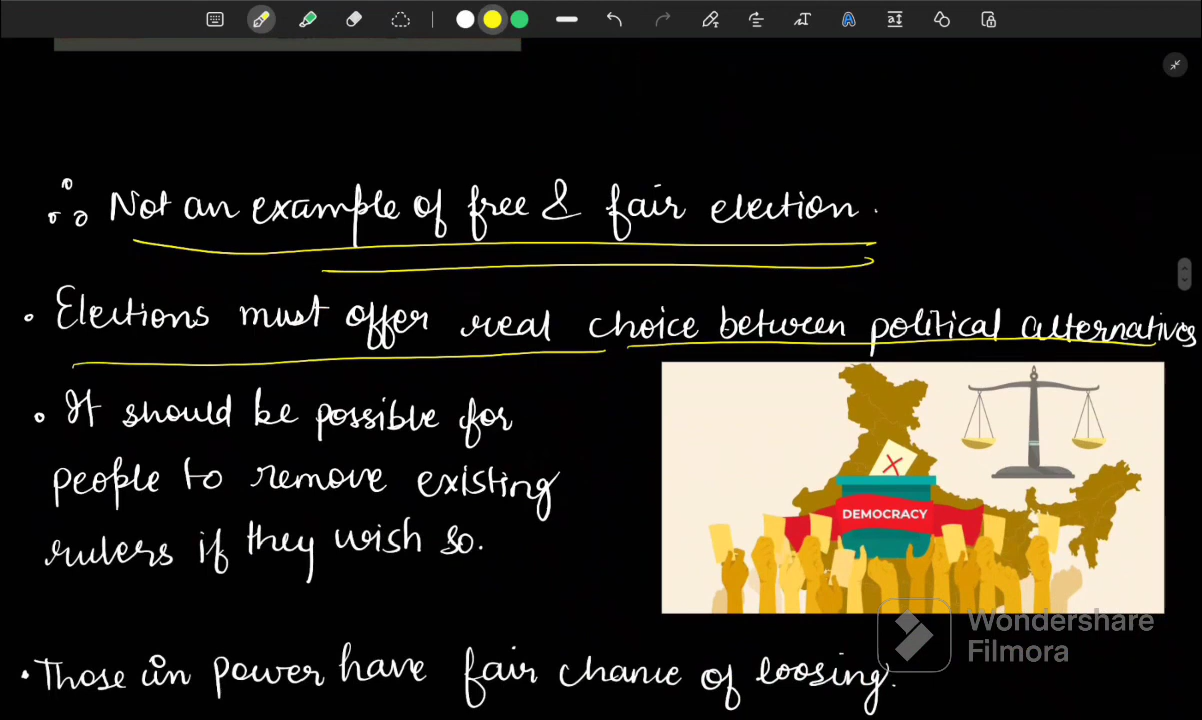 ∴ Not an example of free & fair election.
• Elections must offer real choice between political alternatives
• It should be possible for
people to remove existing
rulers if they wish so.
DEMOCRACY
Wondershare
Filmora
• Those in power have fair chance of loosing.